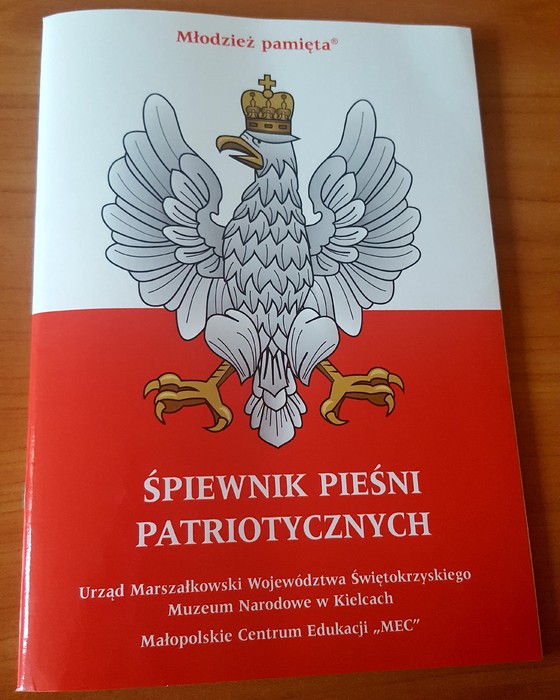 Młodzież pamięta®
ŚPIEWNIK PIEŚNI
PATRIOTYCZNYCH
Urząd Marszałkowski Województwa Świętokrzyskiego
Muzeum Narodowe w Kielcach
Małopolskie Centrum Edukacji „MEC”